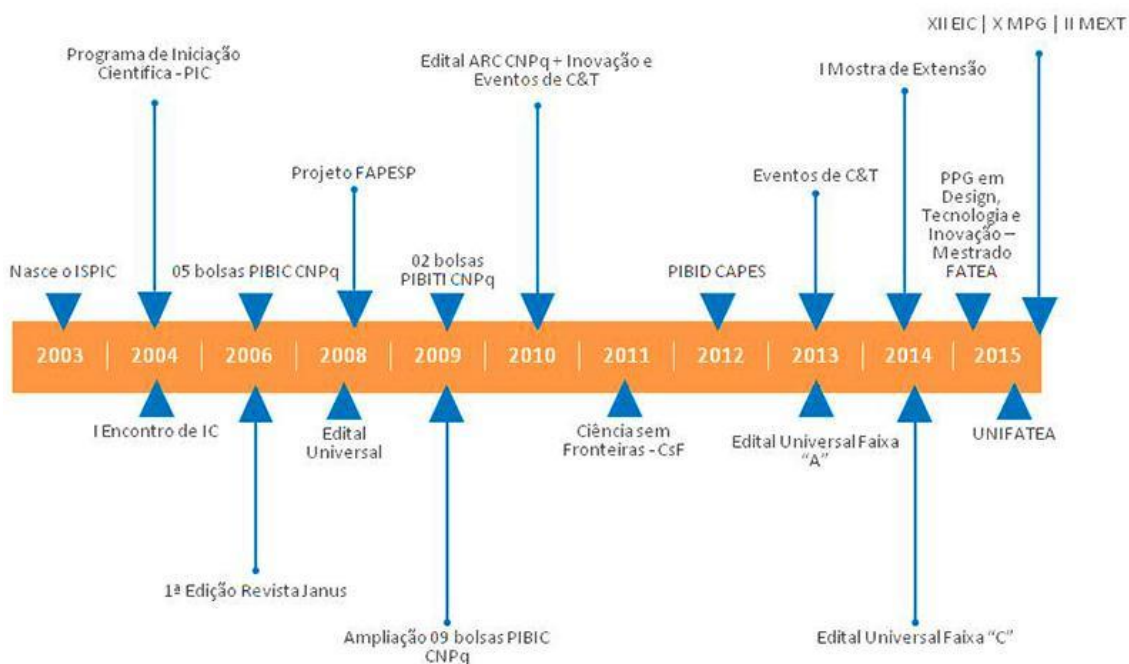 XII EIC | X MPG | II MEXT
Programa de Iniciação
Científica - PIC
Edital ARC CNPq + Inovação e
Eventos de C&T
I Mostra de Extensão
Projeto FAPESP
Eventos de C&T
PPG em
Design,
Tecnologia e
Inovação –
Mestrado
FATEA
Nasce o ISPIC
05 bolsas PIBIC CNPq
02 bolsas
PIBITI CNPq
PIBID CAPES
2003 2004 2006 2008 2009 2010 2011 2012 2013 2014 2015
I Encontro de IC
Edital
Universal
Ciência sem
Fronteiras - CsF
Edital Universal Faixa
“A”
UNIFATEA
1ª Edição Revista Janus
Ampliação 09 bolsas PIBIC
CNPq
Edital Universal Faixa “C”